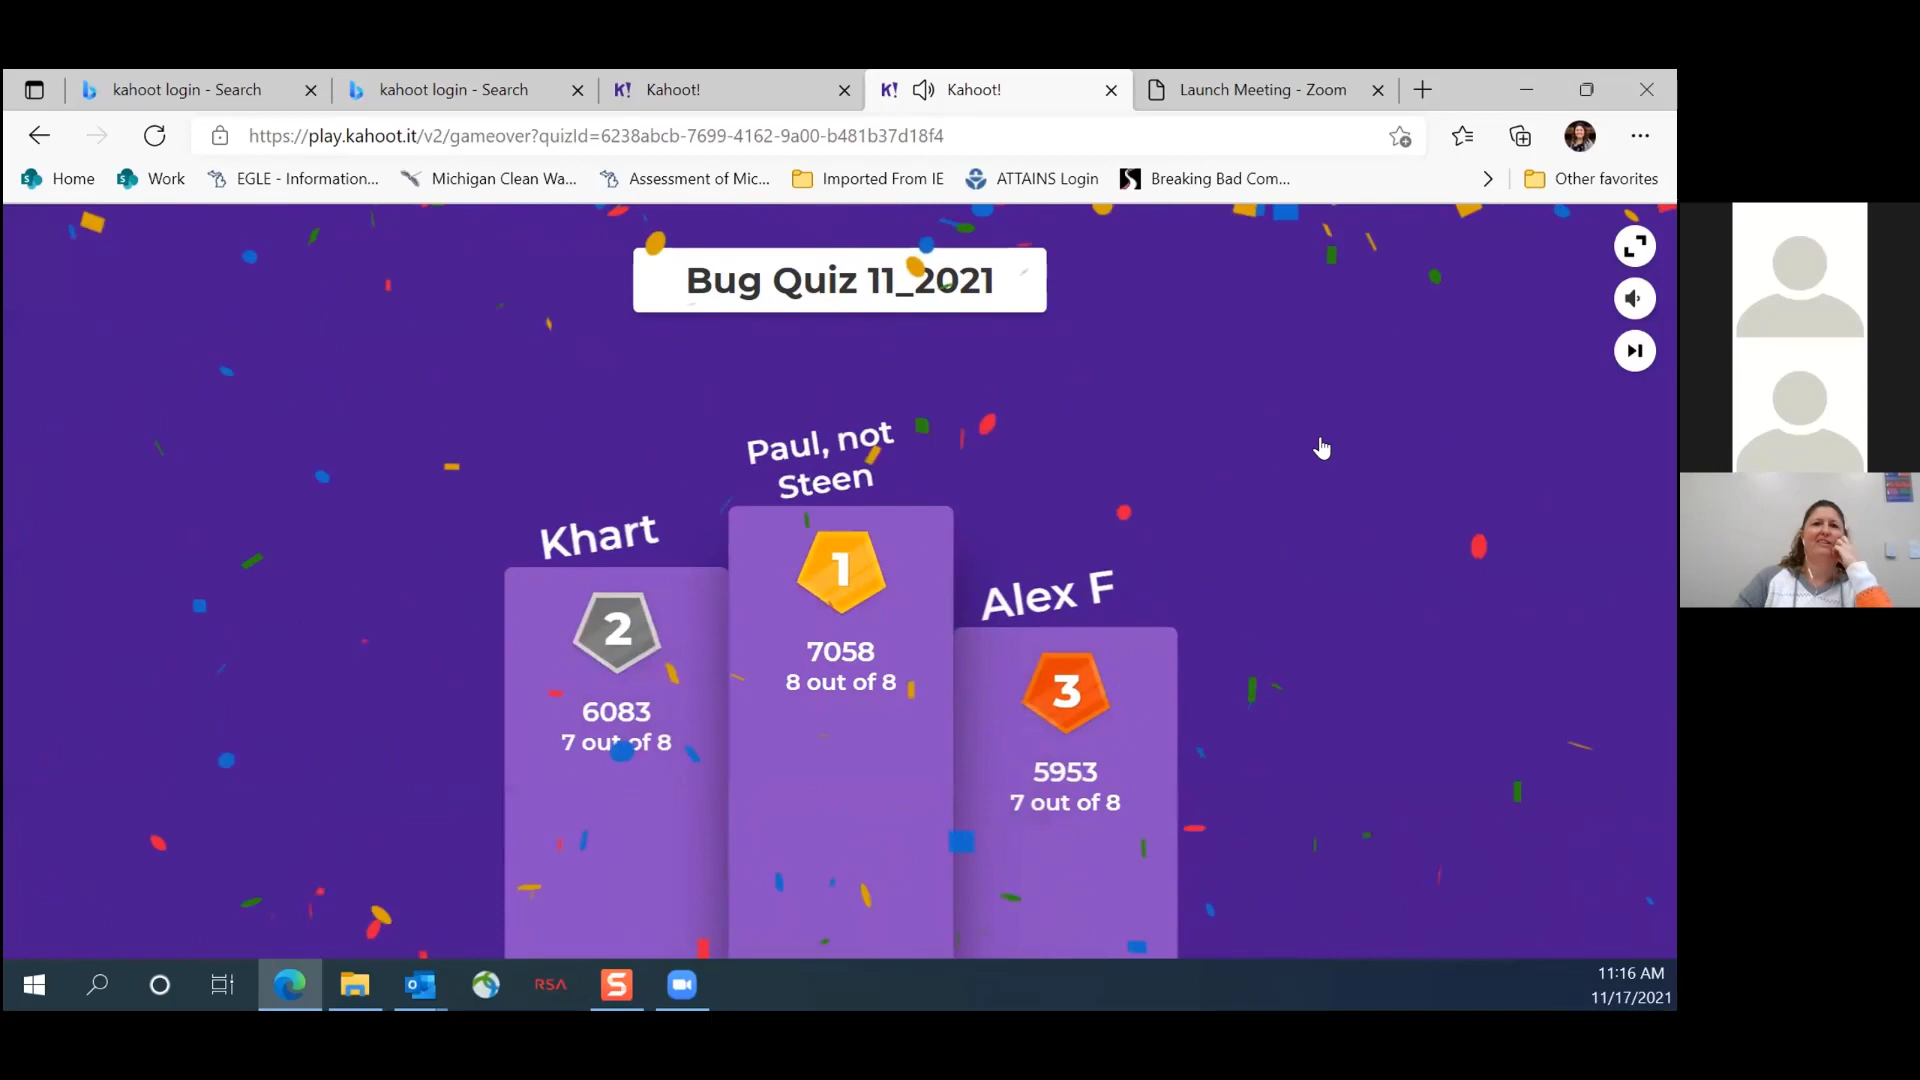 kahoot login - Search
kahoot login - Search
K! Kahoot!
K! Kahoot!
Launch Meeting - Zoom
https://play.kahoot.it/v2/gameover?quizId=6238abcb-7699-4162-9a00-b481b37d18f4
Home
Work
EGLE - Information...
Michigan Clean Wa...
Assessment of Mic...
Imported From IE
ATTAINS Login
Breaking Bad Com...
Other favorites
Bug Quiz 11_2021
Paul, not
Steen
1
7058
8 out of 8
Khart
2
6083
7 out of 8
Alex F
3
5953
7 out of 8
RSA
S
11:16 AM
11/17/2021